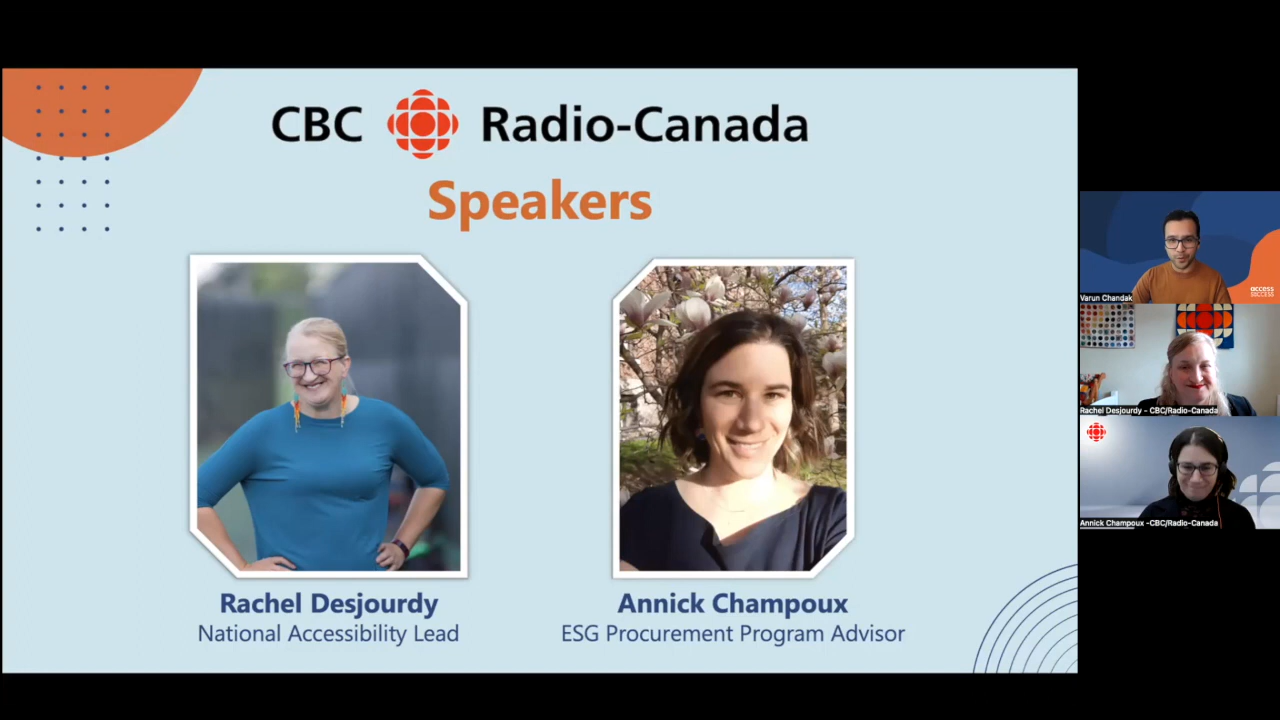 CBC Radio-Canada
Speakers
Rachel Desjourdy
National Accessibility Lead
Annick Champoux
ESG Procurement Program Advisor
Varun Chandak
access
SUCCESS
Rachel Desjourdy - CBC/Radio-Canada
Annick Champoux -CBC/Radio-Canada